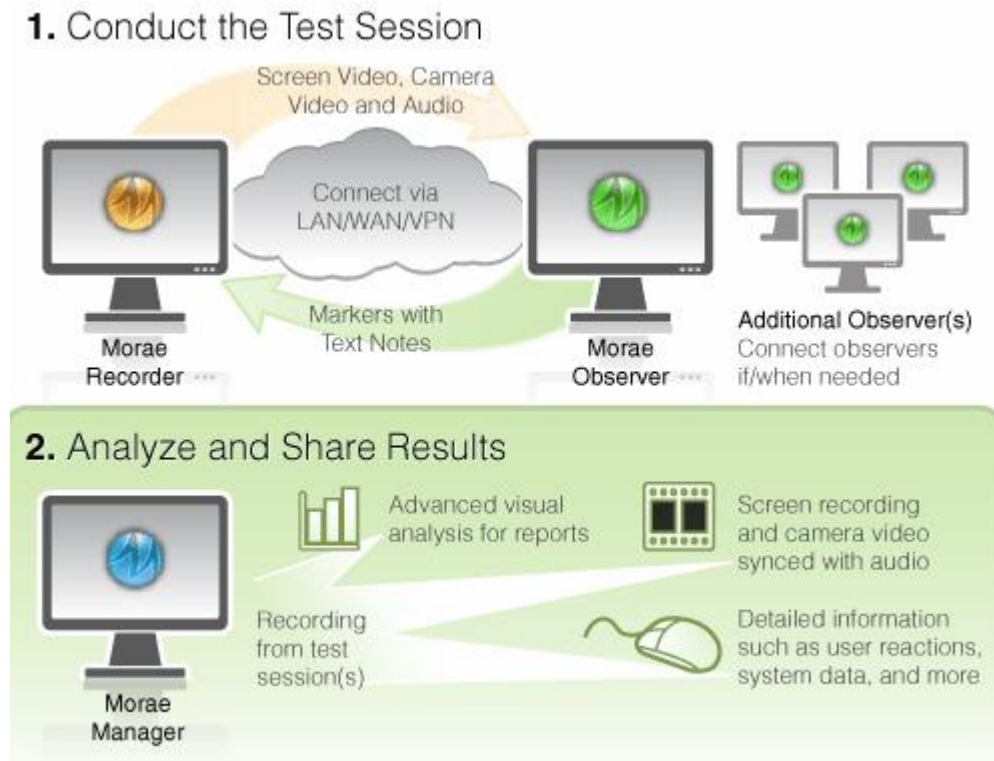 1. Conduct the Test Session
Screen Video, Camera
Video and Audio
Connect via
LAN/WAN/VPN
Markers with
Text Notes
Morae
Recorder
Morae
Observer
Additional Observer(s)
Connect observers
if/when needed
2. Analyze and Share Results
Advanced visual
analysis for reports
Screen recording
and camera video
synced with audio
Recording
from test
session(s)
Detailed information
such as user reactions,
system data, and more
Morae
Manager